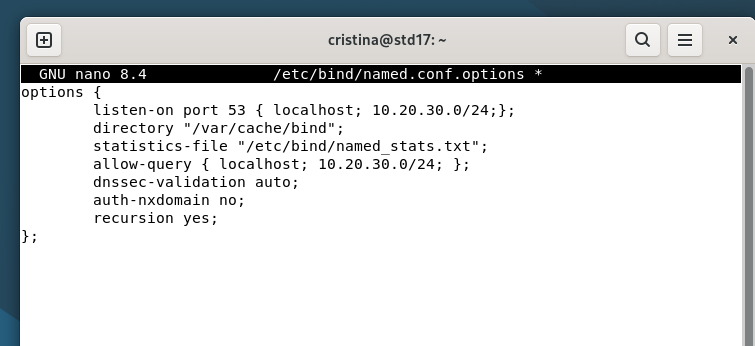 cristina@std17: ~
GNU nano 8.4 /etc/bind/named.conf.options *
options {
listen-on port 53 { localhost; 10.20.30.0/24;};
directory "/var/cache/bind";
statistics-file "/etc/bind/named_stats.txt";
allow-query { localhost; 10.20.30.0/24; };
dnssec-validation auto;
auth-nxdomain no;
recursion yes;
};